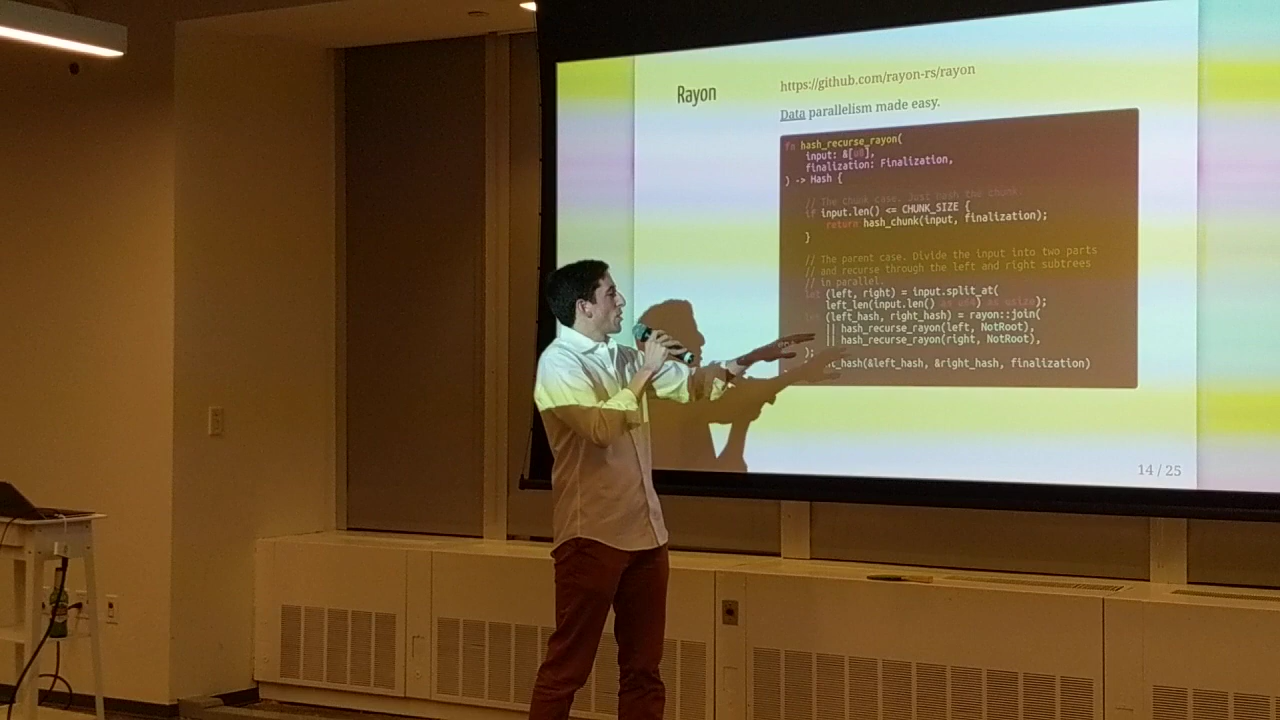 Rayon
https://github.com/rayon-rs/rayon
Data parallelism made easy.
fn hash_recurse_rayon(
input: &[u8],
finalization: Finalization,
) -> Hash {
// The chunk case. Just hash the chunk.
if input.len() <= CHUNK_SIZE {
return hash_chunk(input, finalization);
}
// The parent case. Divide the input into two parts
// and recurse through the left and right subtrees
// in parallel.
let (left, right) = input.split_at(
left_len(input.len() as u64) as usize);
let (left_hash, right_hash) = rayon::join(
|| hash_recurse_rayon(left, NotRoot),
|| hash_recurse_rayon(right, NotRoot),
);
t_hash(&left_hash, &right_hash, finalization)
14 / 25